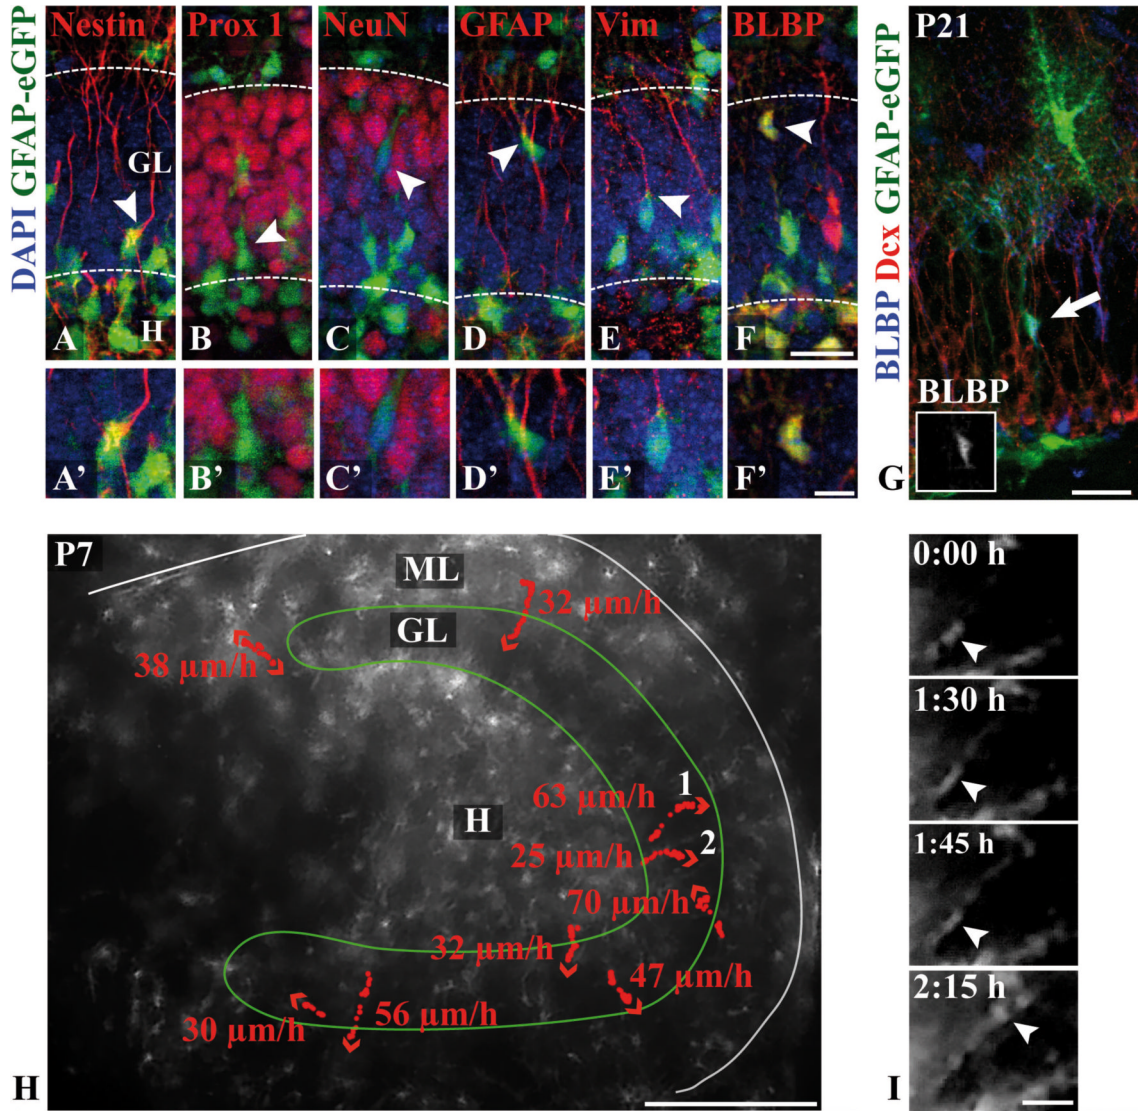 DAPI GFAP-eGFP
Nestin Prox 1 NeuN GFAP Vim BLBP
GL
H
A B C D E F
A' B' C' D' E' F'
BLBP Dcx GFAP-eGFP
P21
BLBP
G
P7
ML
GL
32 µm/h
38 µm/h
1
63 µm/h
H
2
25 µm/h
70 µm/h
32 µm/h
47 µm/h
56 µm/h
30 µm/h
H
0:00 h
1:30 h
1:45 h
2:15 h
I